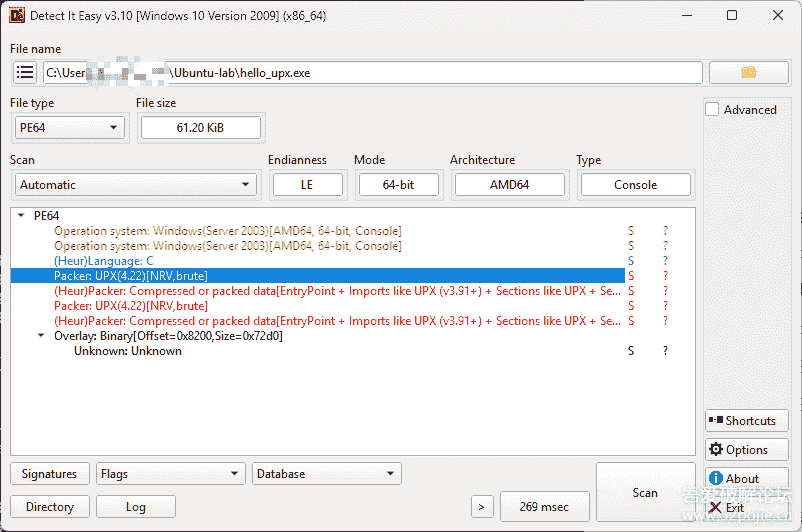 Detect It Easy v3.10 [Windows 10 Version 2009] (x86_64)
File name
C:\User \Ubuntu-lab\hello_upx.exe
File type File size
PE64 61.20 KiB
Advanced
Scan Endianness Mode Architecture Type
Automatic LE 64-bit AMD64 Console
PE64
Operation system: Windows(Server 2003)[AMD64, 64-bit, Console] S ?
Operation system: Windows(Server 2003)[AMD64, 64-bit, Console] S ?
(Heur)Language: C S ?
Packer: UPX(4.22)[NRV,brute] S ?
(Heur)Packer: Compressed or packed data[EntryPoint + Imports like UPX (v3.91+) + Sections like UPX + Se... S ?
Packer: UPX(4.22)[NRV,brute] S ?
(Heur)Packer: Compressed or packed data[EntryPoint + Imports like UPX (v3.91+) + Sections like UPX + Se... S ?
Overlay: Binary[Offset=0x8200,Size=0x72d0]
Unknown: Unknown S ?
Shortcuts
Options
About
Exit
Signatures Flags Database
Directory Log > 269 msec Scan
吾爱破解论坛
www.52pojie.cn